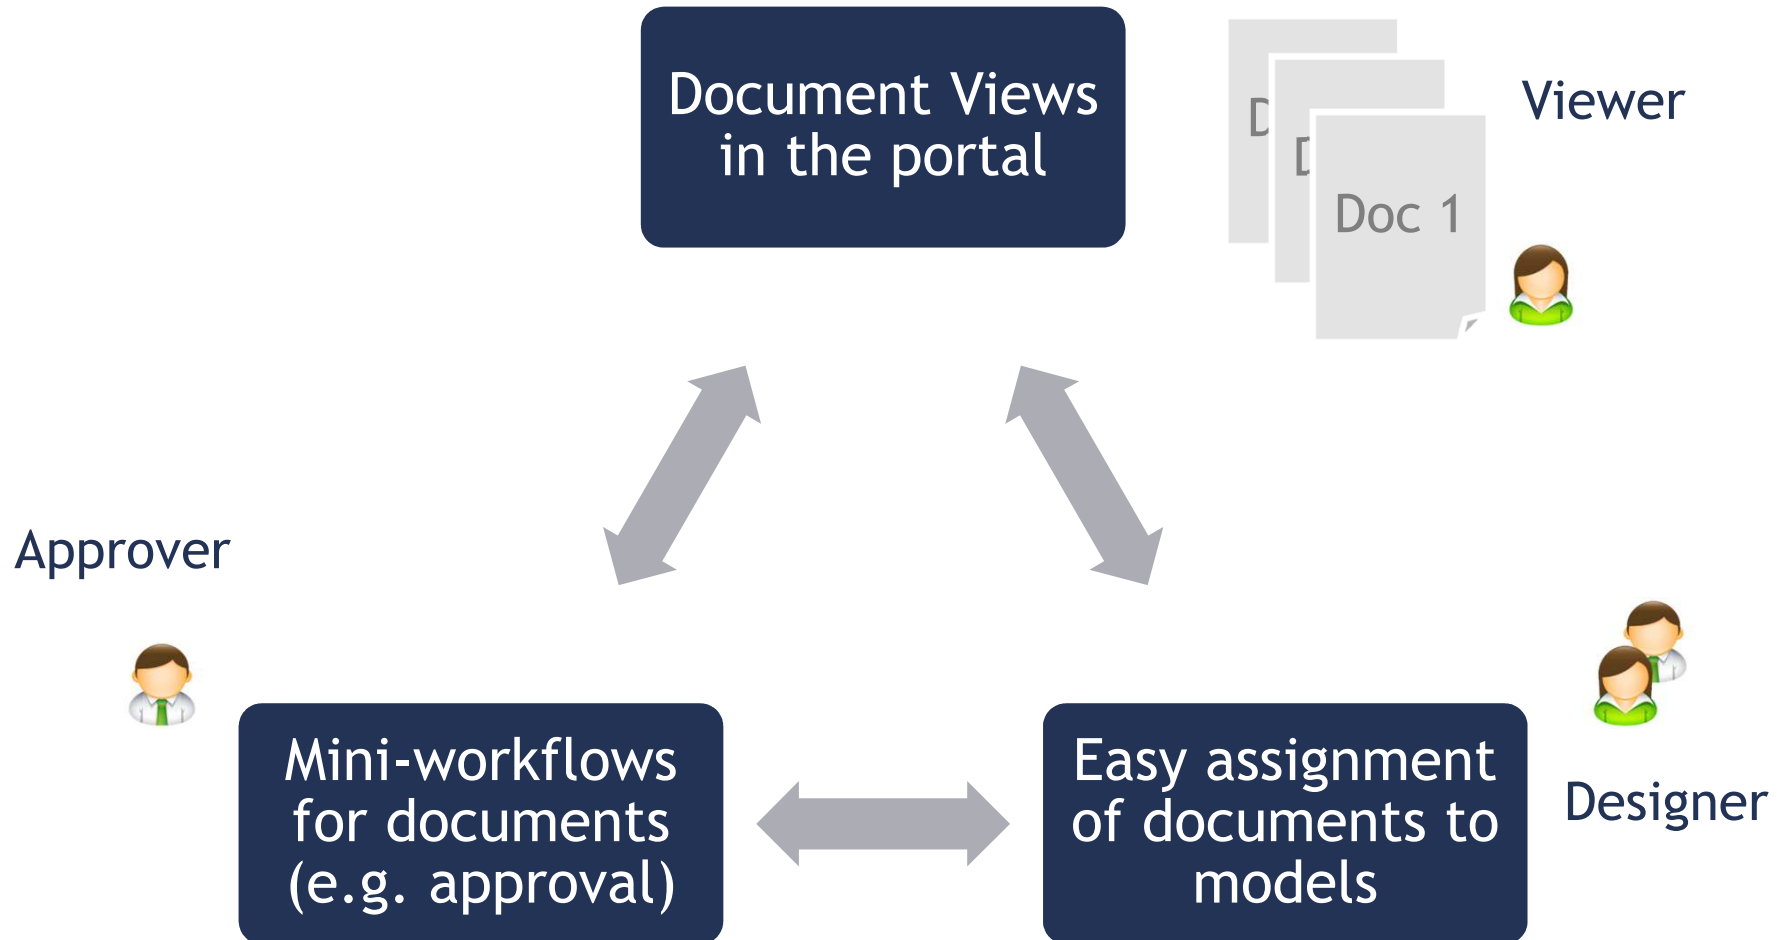 Document Views
in the portal
Viewer
D
D
Doc 1
Approver
Mini-workflows
for documents
(e.g. approval)
Easy assignment
of documents to
models
Designer